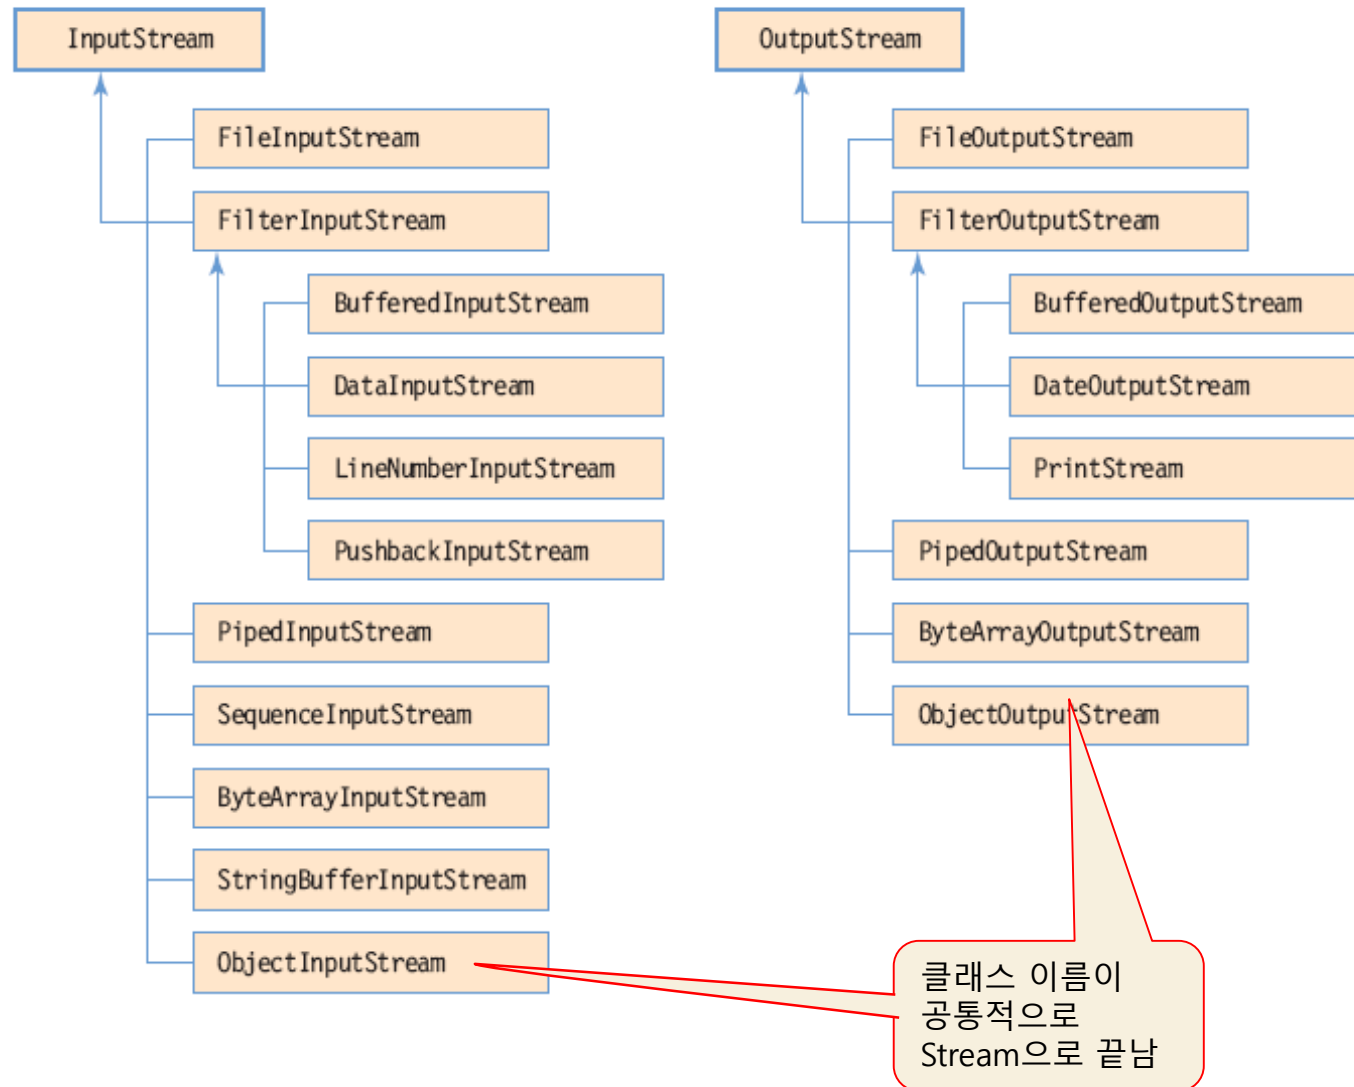 InputStream
FileInputStream
FilterInputStream
BufferedInputStream
DataInputStream
LineNumberInputStream
PushbackInputStream
PipedInputStream
SequenceInputStream
ByteArrayInputStream
StringBufferInputStream
ObjectInputStream
OutputStream
FileOutputStream
FilterOutputStream
BufferedOutputStream
DateOutputStream
PrintStream
PipedOutputStream
ByteArrayOutputStream
ObjectOutputStream
클래스 이름이
공통적으로
Stream으로 끝남